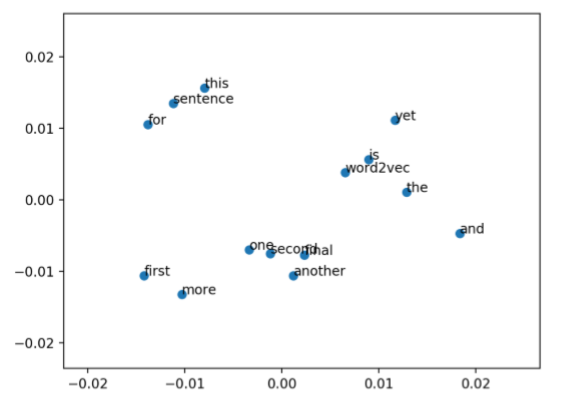 0.02
this
sentence
for
yet
0.01
is
word2vec
the
0.00
and
one
second
final
another
-0.01
first
more
-0.02
-0.02 -0.01 0.00 0.01 0.02